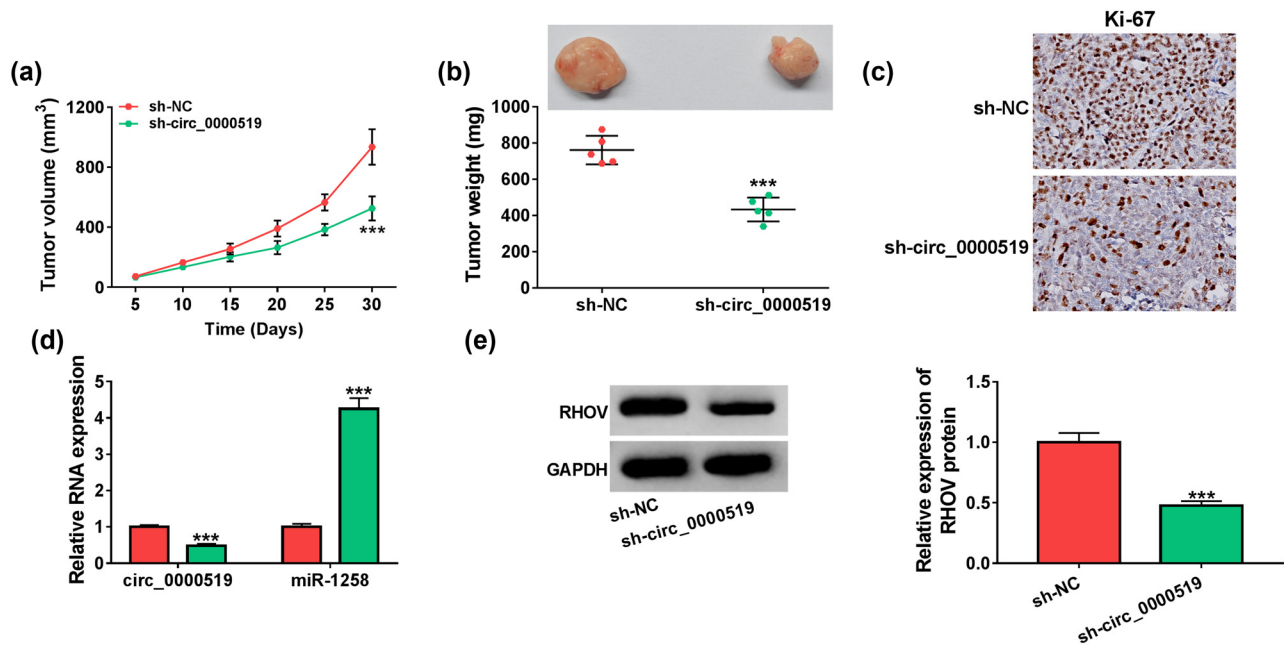 (a)
Tumor volume (mm³)
1200
800
400
0
sh-NC
sh-circ_0000519
***
5 10 15 20 25 30
Time (Days)
(b)
Tumor weight (mg)
1000
800
600
400
200
0
***
sh-NC sh-circ_0000519
(c)
Ki-67
sh-NC
sh-circ_0000519
(d)
Relative RNA expression
5
4
3
2
1
0
***
***
circ_0000519 miR-1258
(e)
RHOV
GAPDH
sh-NC
sh-circ_0000519
Relative expression of
RHOV protein
1.5
1.0
0.5
0.0
***
sh-NC
sh-circ_0000519